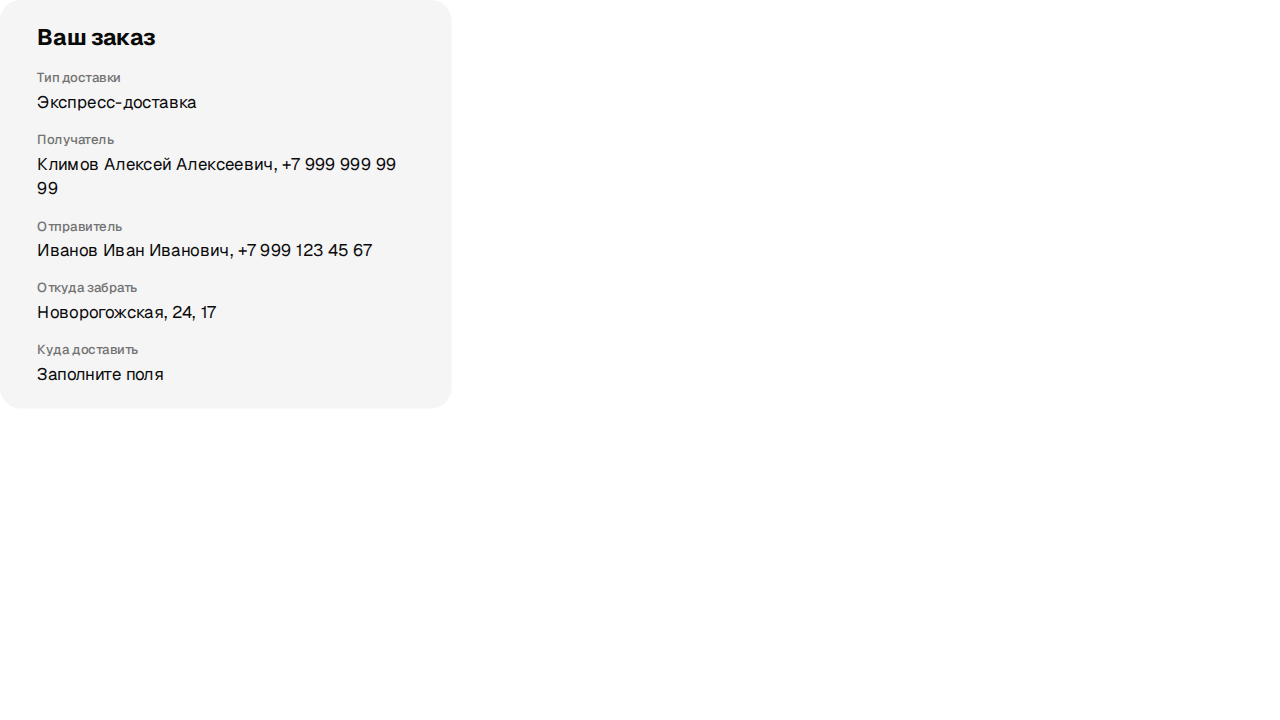 Ваш заказ
Тип доставки
Экспресс-доставка
Получатель
Климов Алексей Алексеевич, +7 999 999 99
99
Отправитель
Иванов Иван Иванович, +7 999 123 45 67
Откуда забрать
Новорогожская, 24, 17
Куда доставить
Заполните поля